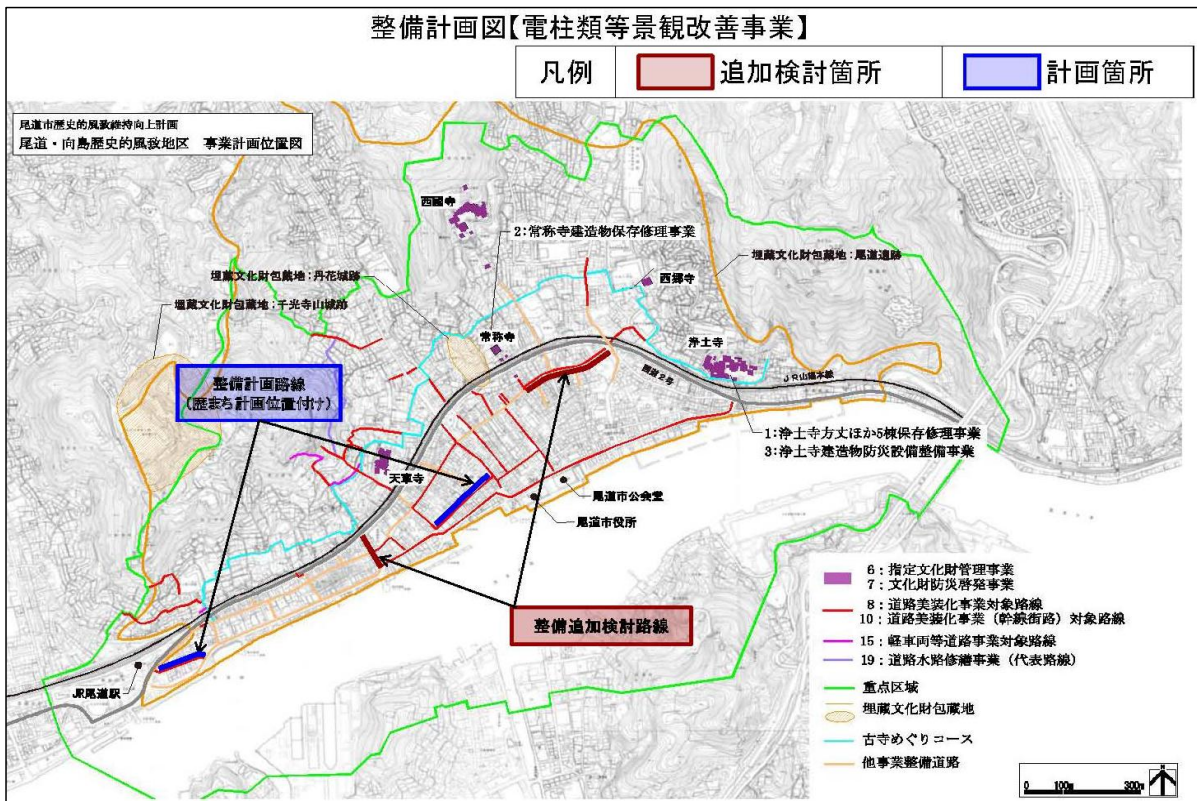 整備計画図【電柱類等景観改善事業】
凡例
追加検討箇所
計画箇所
尾道市歴史的風致維持向上計画
尾道・向島歴史的風致地区 事業計画位置図
西國寺
2:常称寺建造物保存修理事業
埋蔵文化財包蔵地:丹花城跡
西郷寺
埋蔵文化財包蔵地:尾道遺跡
埋蔵文化財包蔵地:千光寺山城跡
常称寺
浄土寺
JR山陽本線
国道2号
整備計画路線
(歴まち計画位置付け)
1:浄土寺方丈ほか5棟保存修理事業
3:浄土寺建造物防災設備整備事業
天寧寺
尾道市公会堂
尾道市役所
整備追加検討路線
JR尾道駅
6:指定文化財管理事業
7:文化財防災啓発事業
8:道路美装化事業対象路線
10:道路美装化事業(幹線街路)対象路線
15:軽車両等道路事業対象路線
19:道路水路修繕事業(代表路線)
重点区域
埋蔵文化財包蔵地
古寺めぐりコース
他事業整備道路
0 100m 300m
N